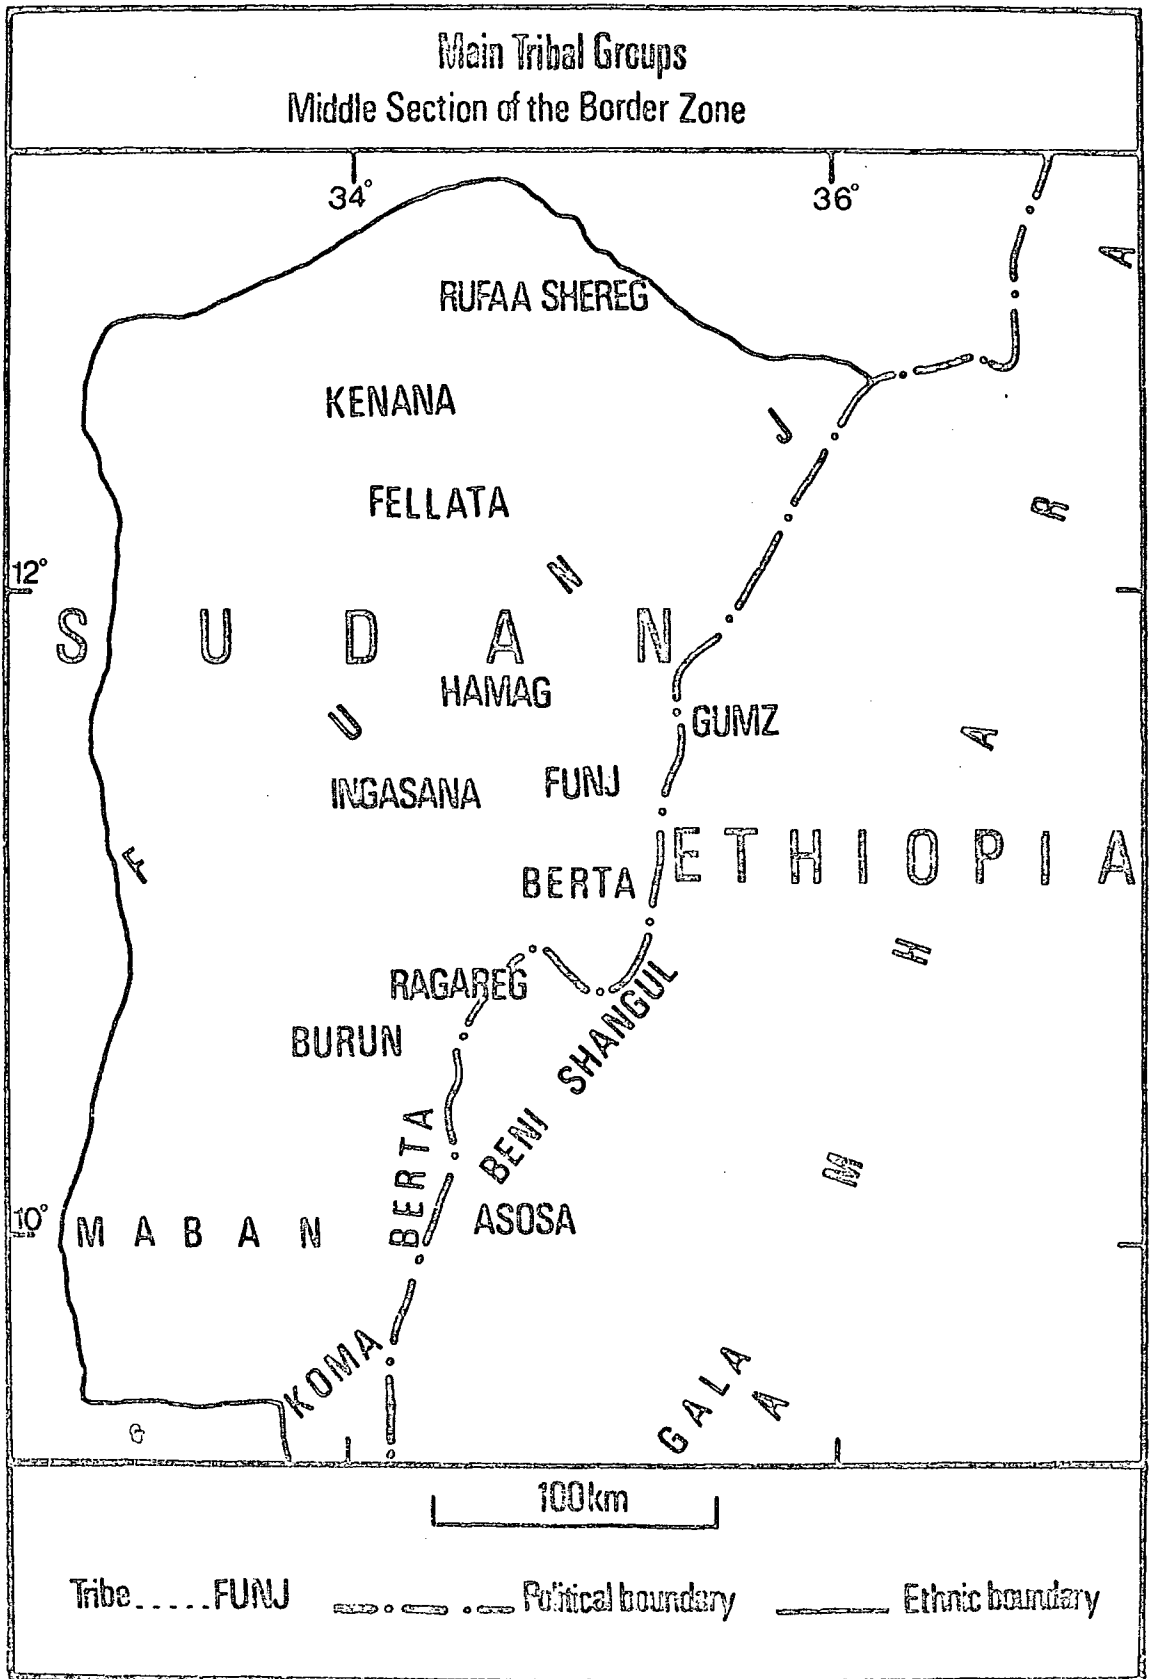 Main Tribal Groups
Middle Section of the Border Zone
34° 36°
RUFAA SHEREG
KENANA
FELLATA
12°
SUDAN
HAMAG
GUMZ
INGASANA
FUNJ
ETHIOPIA
BERTA
RAGAREG
BURUN
BENI SHANGUL
BERTA
ASOSA
10°
MABAN
KOMA
GALA
FUNJ
AMHARA
100km
Tribe.....FUNJ Political boundary Ethnic boundary